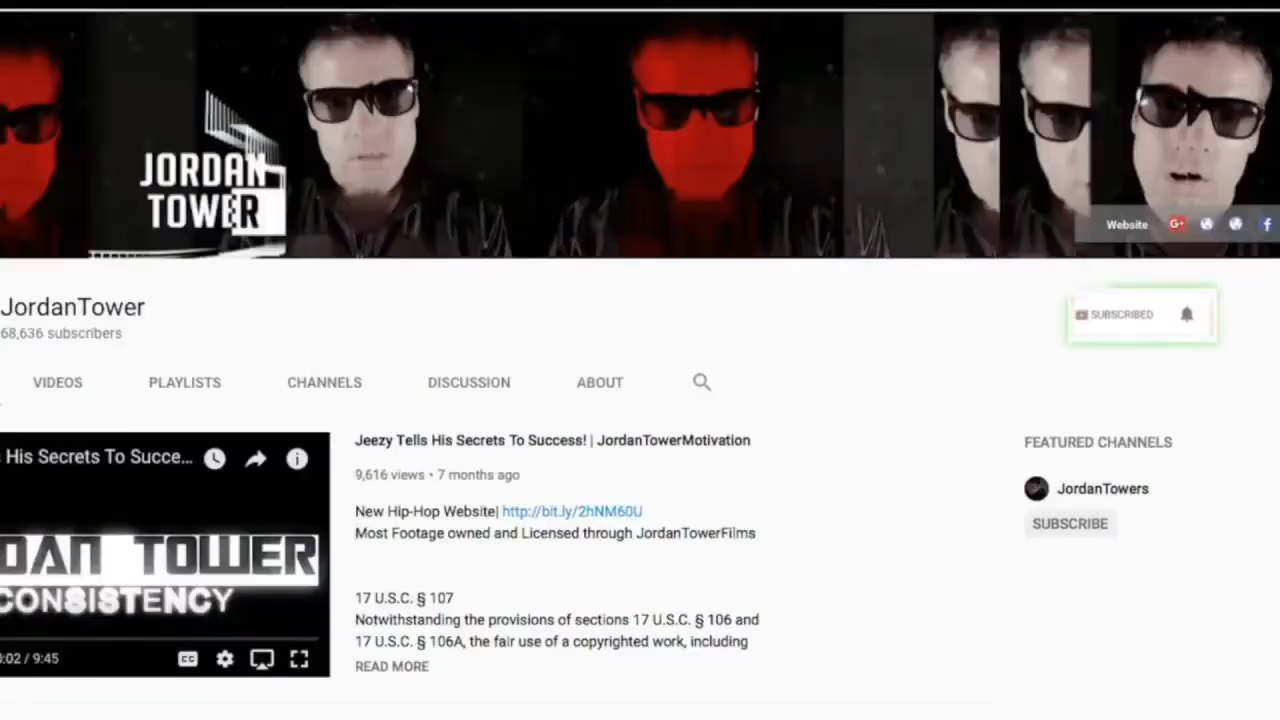 JORDAN
TOWER
Website
JordanTower
68,636 subscribers
SUBSCRIBED
VIDEOS PLAYLISTS CHANNELS DISCUSSION ABOUT
His Secrets To Succe...
DAN TOWER
CONSISTENCY
:02 / 9:45
CC
Jeezy Tells His Secrets To Success! | JordanTowerMotivation
9,616 views • 7 months ago
New Hip-Hop Website| http://bit.ly/2hNM60U
Most Footage owned and Licensed through JordanTowerFilms
17 U.S.C. § 107
Notwithstanding the provisions of sections 17 U.S.C. § 106 and
17 U.S.C. § 106A, the fair use of a copyrighted work, including
READ MORE
FEATURED CHANNELS
JordanTowers
SUBSCRIBE